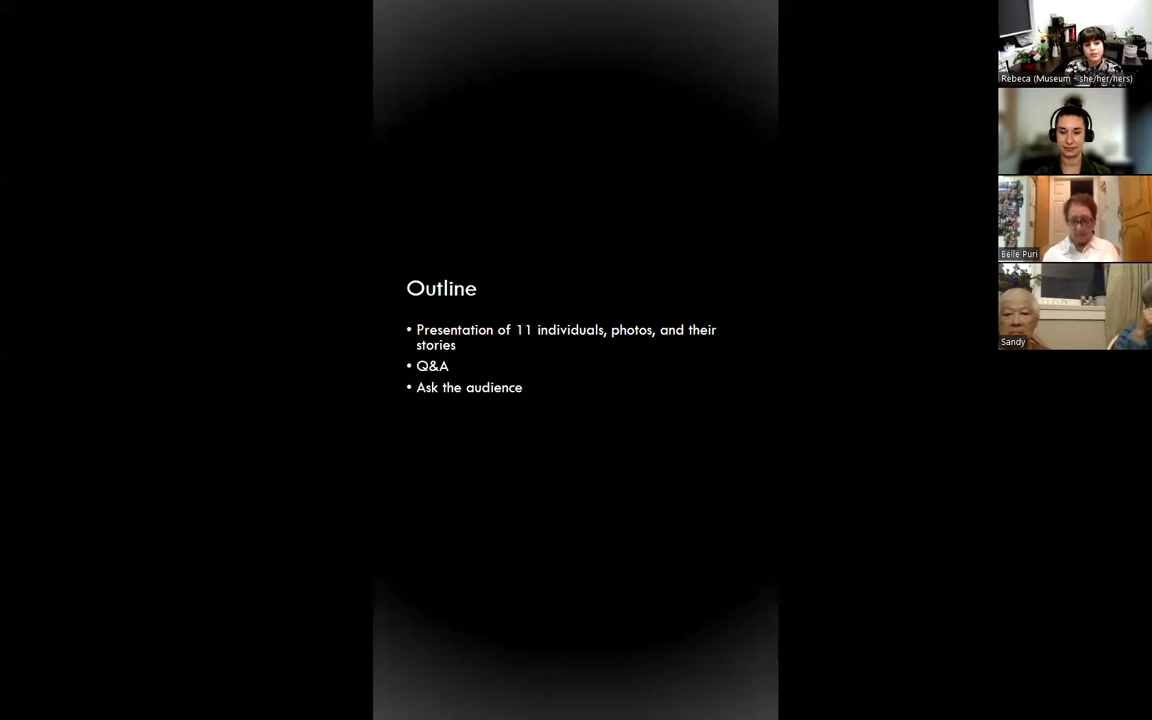 Outline
• Presentation of 11 individuals, photos, and their
stories
• Q&A
• Ask the audience
Rebeca (Museum - she/her/hers)
Belle Puri
Sandy